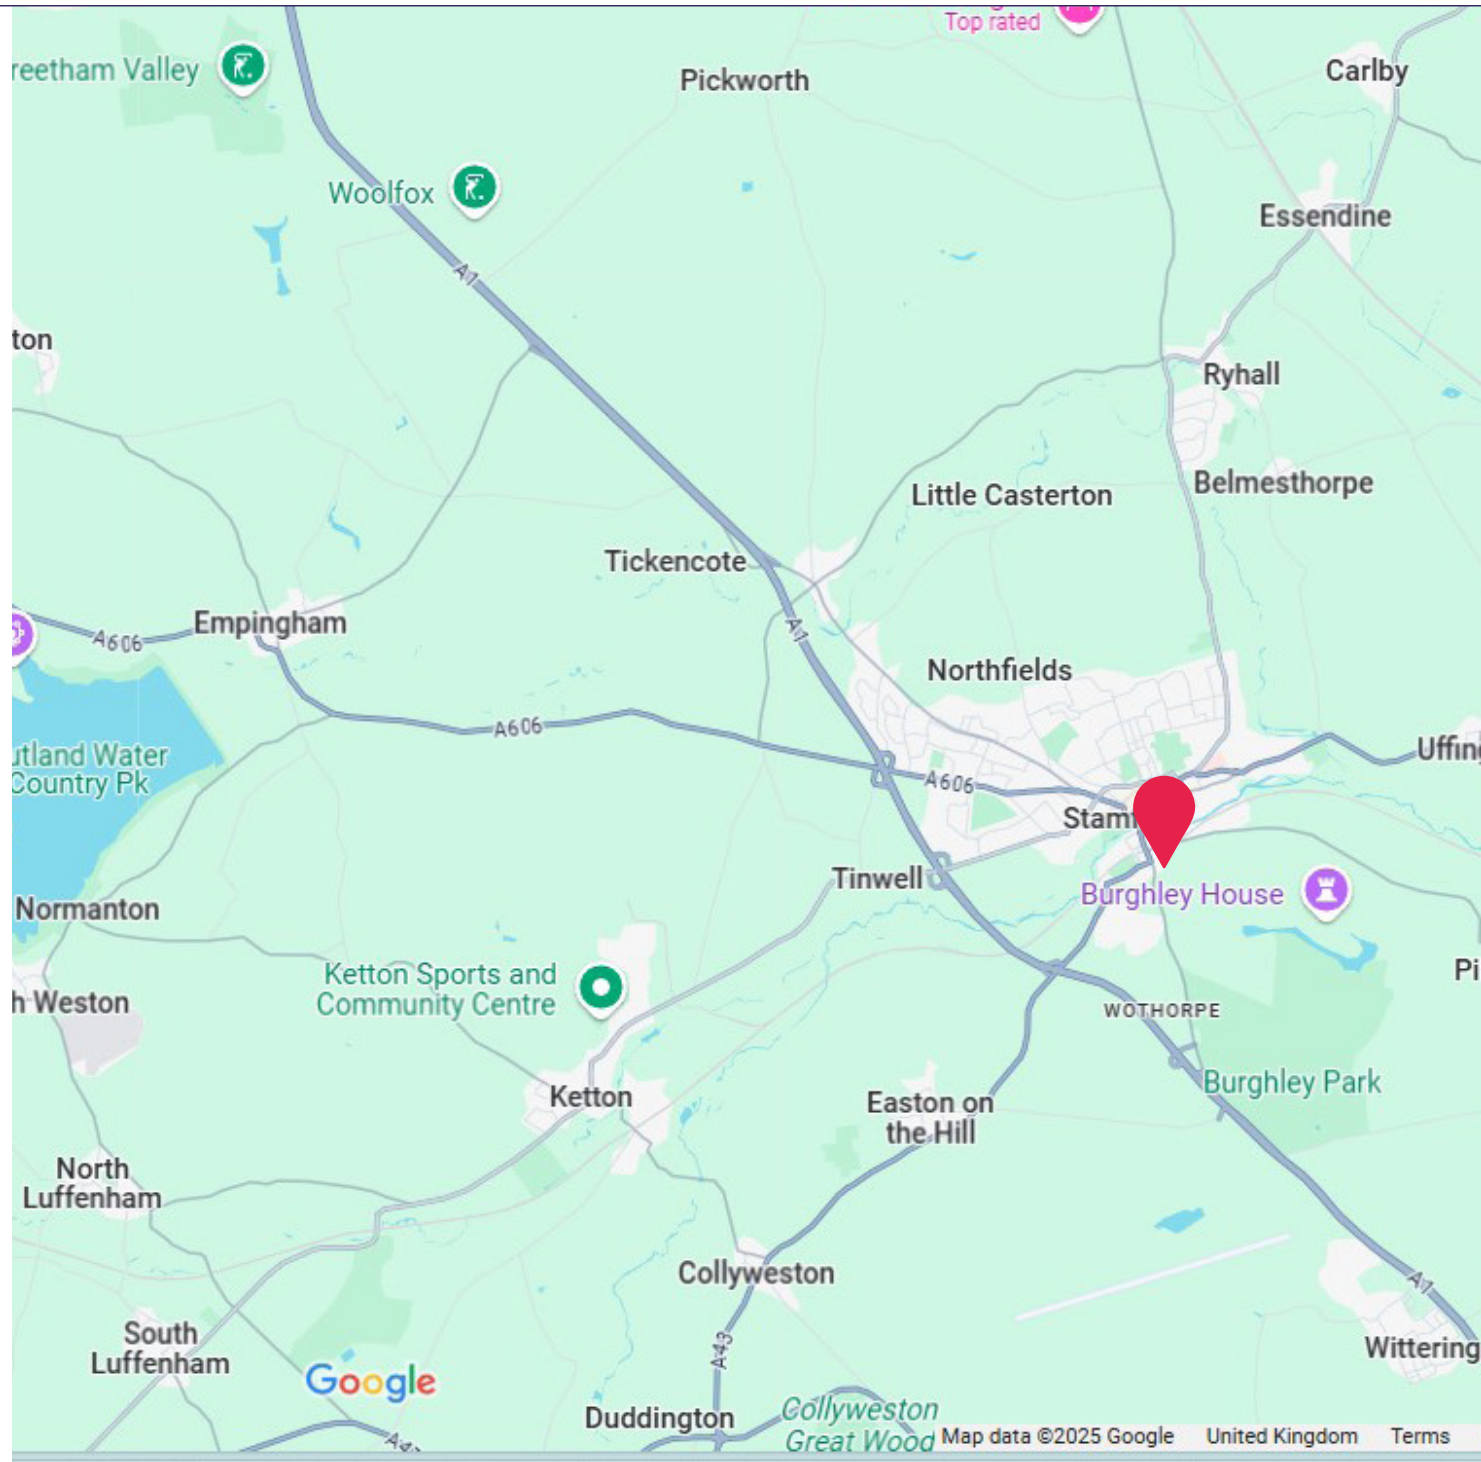 Top rated
reetham Valley
Pickworth
Carlby
Woolfox
Essendine
A1
ton
Ryhall
Little Casterton
Belmesthorpe
Tickencote
Empingham
A606
A1
Northfields
A606
utland Water
Country Pk
Uffing
A606
Stamf
Tinwell
Burghley House
Normanton
Ketton Sports and
Community Centre
Pi
h Weston
WOTHORPE
Ketton
Burghley Park
Easton on
the Hill
North
Luffenham
Collyweston
A1
South
Luffenham
A43
Wittering
Google
Duddington
Collyweston
Great Wood
Map data ©2025 Google
United Kingdom
Terms